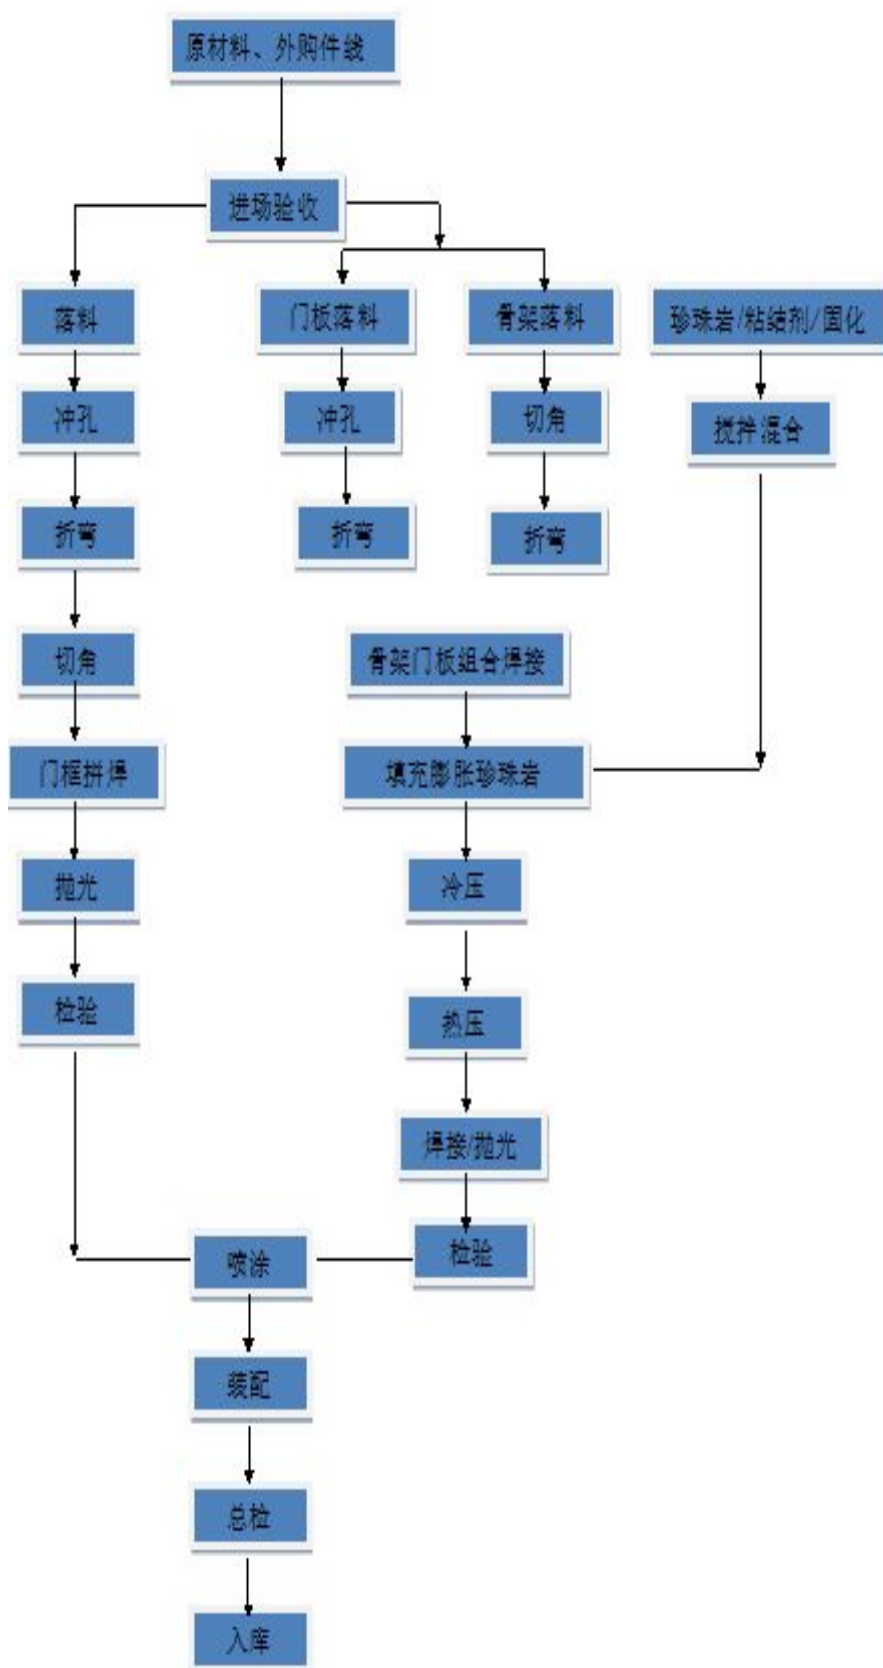 原材料、外购件线
进场验收
落料
门板落料
骨架落料
珍珠岩/粘结剂/固化
冲孔
冲孔
切角
搅拌混合
折弯
折弯
折弯
切角
骨架门板组合焊接
门框拼焊
填充膨胀珍珠岩
抛光
冷压
检验
热压
焊接/抛光
喷涂
检验
装配
总检
入库